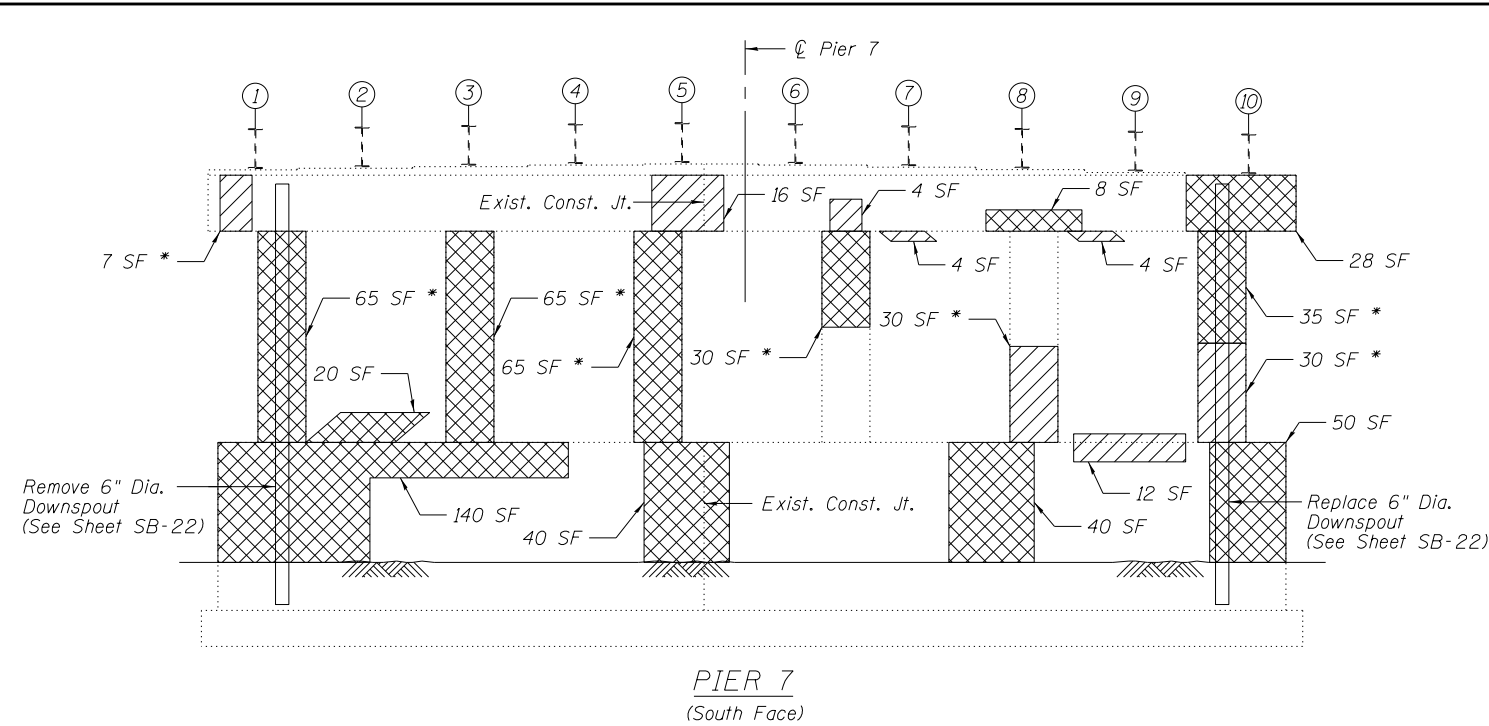 ℄ Pier 7
1 2 3 4 5 6 7 8 9 10
Exist. Const. Jt.
16 SF
4 SF
8 SF
7 SF *
4 SF
4 SF
28 SF
65 SF *
65 SF *
65 SF *
30 SF *
30 SF *
35 SF *
30 SF *
20 SF
50 SF
Remove 6" Dia.
Downspout
(See Sheet SB-22)
140 SF
40 SF
Exist. Const. Jt.
40 SF
12 SF
Replace 6" Dia.
Downspout
(See Sheet SB-22)
PIER 7
(South Face)